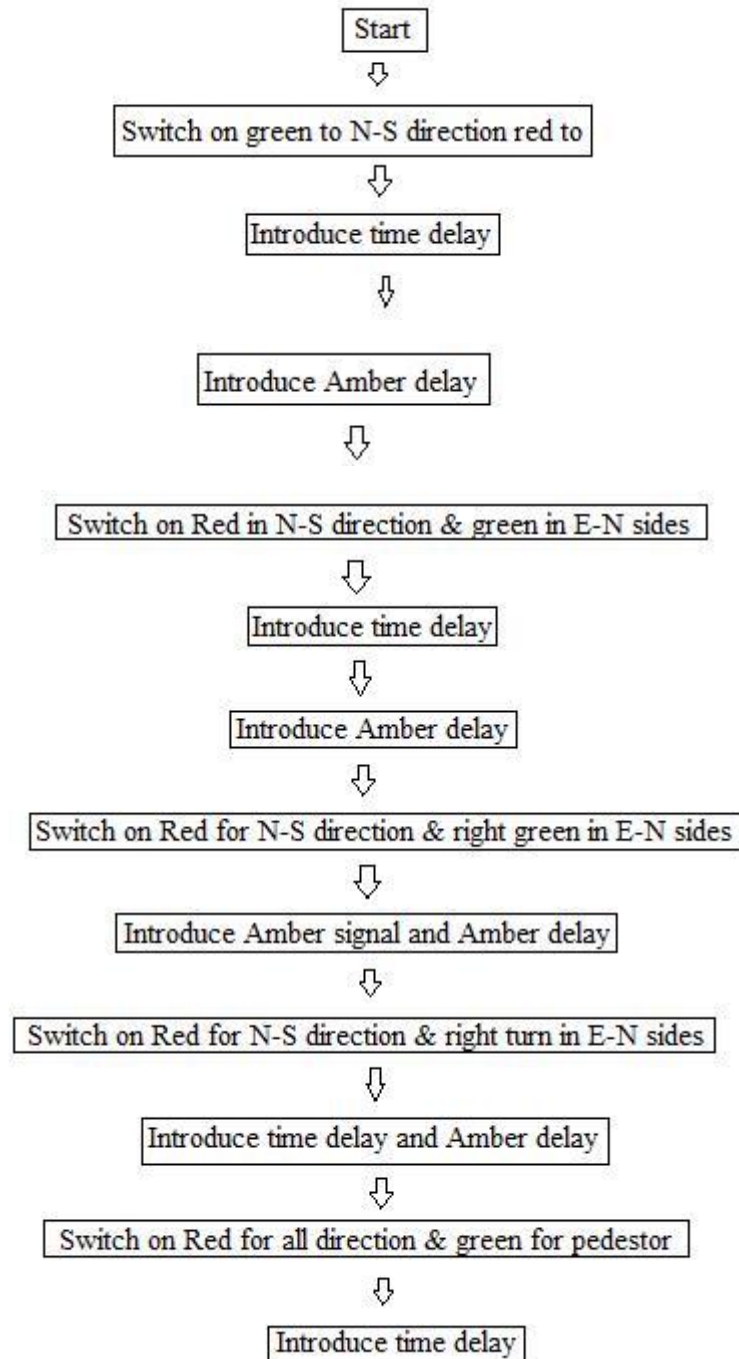 Start
Switch on green to N-S direction red to
Introduce time delay
Introduce Amber delay
Switch on Red in N-S direction & green in E-N sides
Introduce time delay
Introduce Amber delay
Switch on Red for N-S direction & right green in E-N sides
Introduce Amber signal and Amber delay
Switch on Red for N-S direction & right turn in E-N sides
Introduce time delay and Amber delay
Switch on Red for all direction & green for pedestor
Introduce time delay